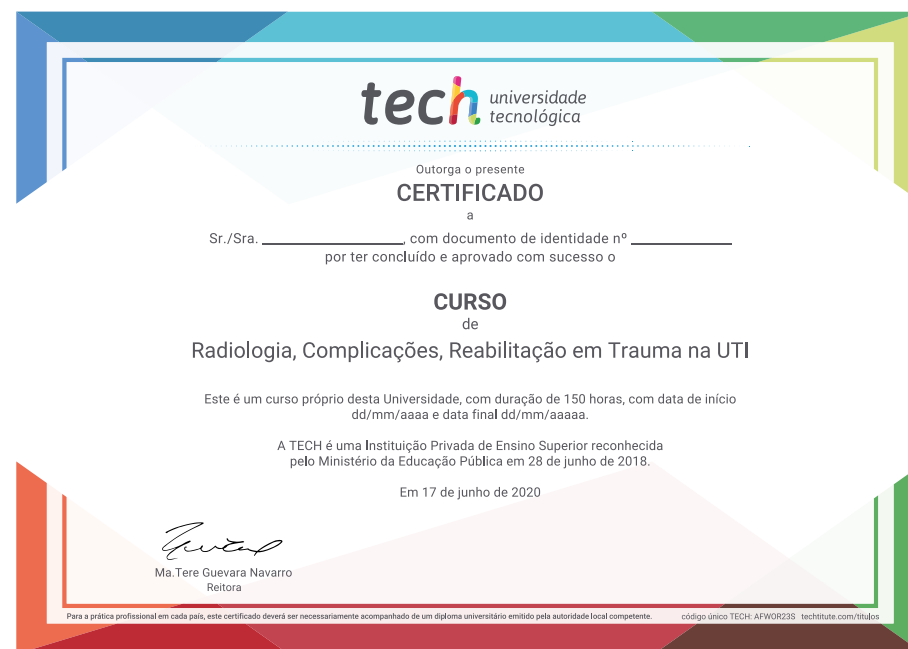 tech universidade
tecnológica
Outorga o presente
CERTIFICADO
a
Sr./Sra. ____________, com documento de identidade nº ____________
por ter concluído e aprovado com sucesso o
CURSO
de
Radiologia, Complicações, Reabilitação em Trauma na UTI
Este é um curso próprio desta Universidade, com duração de 150 horas, com data de início
dd/mm/aaaa e data final dd/mm/aaaaa.
A TECH é uma Instituição Privada de Ensino Superior reconhecida
pelo Ministério da Educação Pública em 28 de junho de 2018.
Em 17 de junho de 2020
Ma.Tere Guevara Navarro
Reitora
Para a prática profissional em cada país, este certificado deverá ser necessariamente acompanhado de um diploma universitário emitido pela autoridade local competente. código único TECH: AFWOR23S techtitute.com/titulos